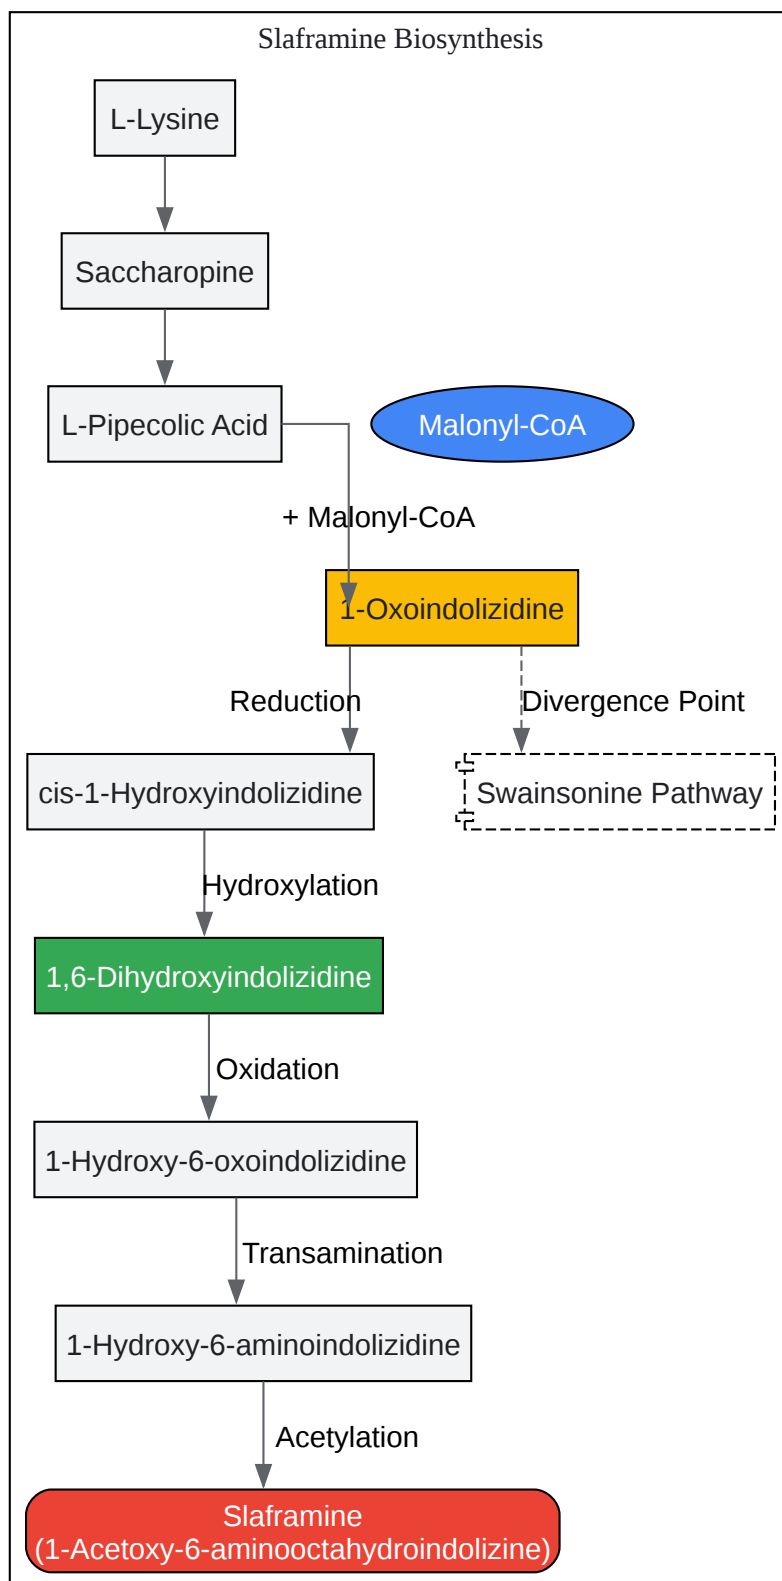 Slaframine Biosynthesis
L-Lysine
Saccharopine
L-Pipecolic Acid
Malonyl-CoA
+ Malonyl-CoA
1-Oxoindolizidine
Reduction
Divergence Point
cis-1-Hydroxyindolizidine
Swainsonine Pathway
Hydroxylation
1,6-Dihydroxyindolizidine
Oxidation
1-Hydroxy-6-oxoindolizidine
Transamination
1-Hydroxy-6-aminoindolizidine
Acetylation
Slaframine
(1-Acetoxy-6-aminooctahydroindolizine)